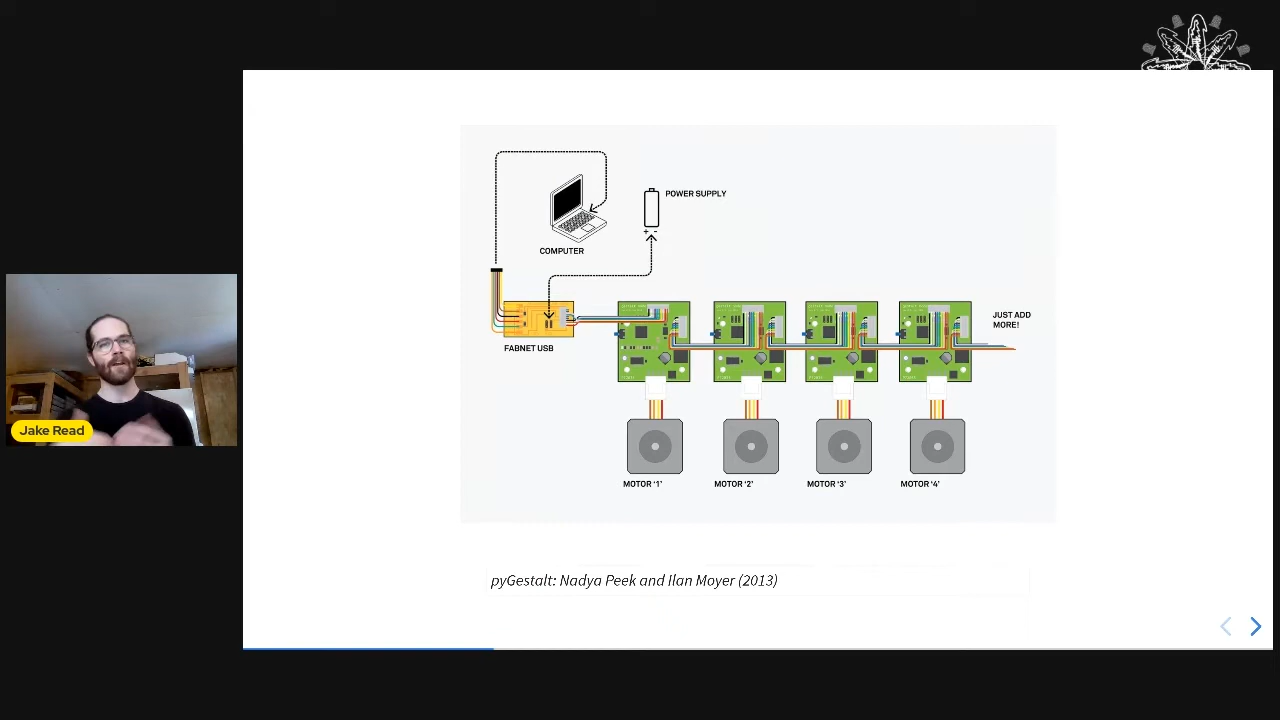 POWER SUPPLY
+ -
COMPUTER
JUST ADD
MORE!
FABNET USB
Jake Read
MOTOR ‘1’
MOTOR ‘2’
MOTOR ‘3’
MOTOR ‘4’
pyGestalt: Nadya Peek and Ilan Moyer (2013)